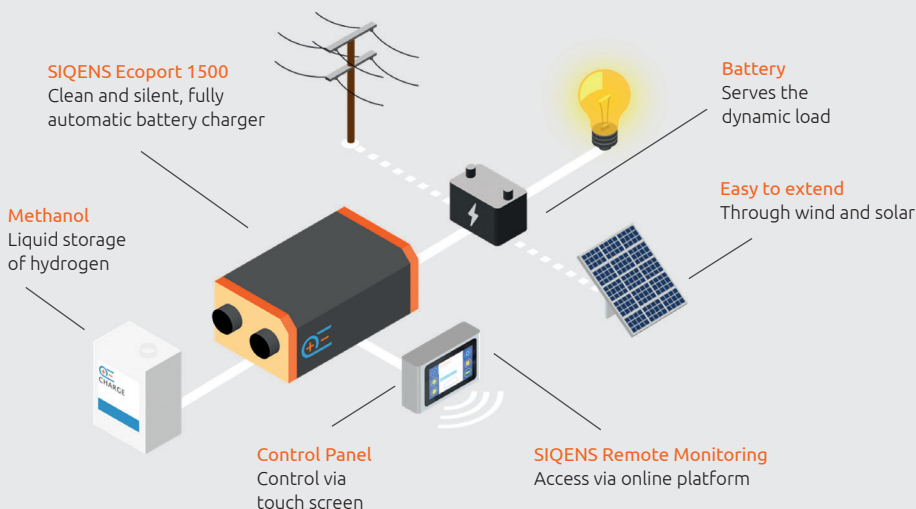 SIQENS Ecoport 1500
Clean and silent, fully
automatic battery charger
Battery
Serves the
dynamic load
Easy to extend
Through wind and solar
Methanol
Liquid storage
of hydrogen
CHARGE
Control Panel
Control via
touch screen
SIQENS Remote Monitoring
Access via online platform